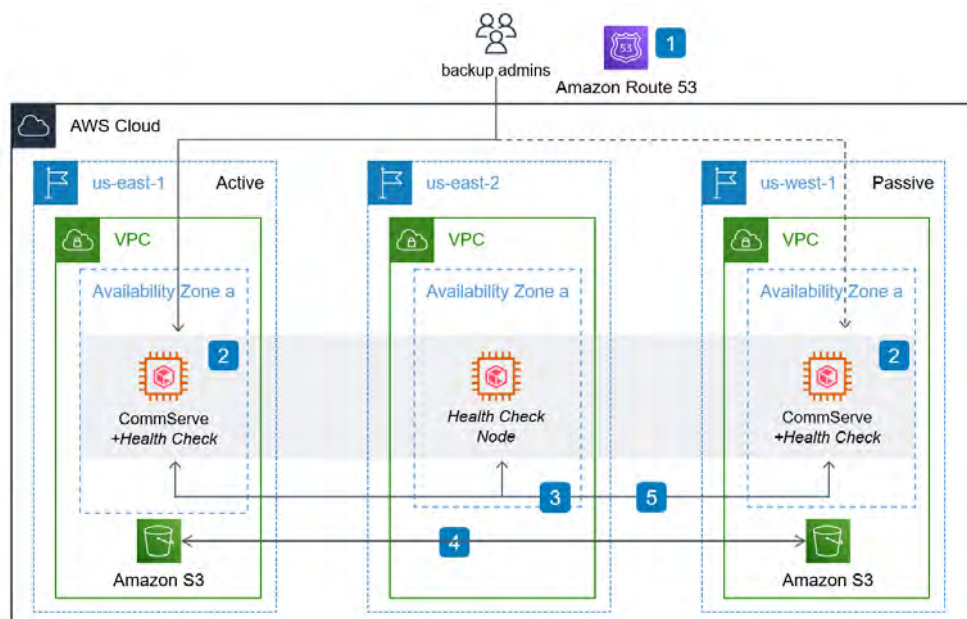 backup admins
53
1
Amazon Route 53
AWS Cloud
us-east-1
Active
us-east-2
us-west-1
Passive
VPC
VPC
VPC
Availability Zone a
Availability Zone a
Availability Zone a
2
2
CommServe
+Health Check
Health Check
Node
CommServe
+Health Check
3
5
4
Amazon S3
Amazon S3